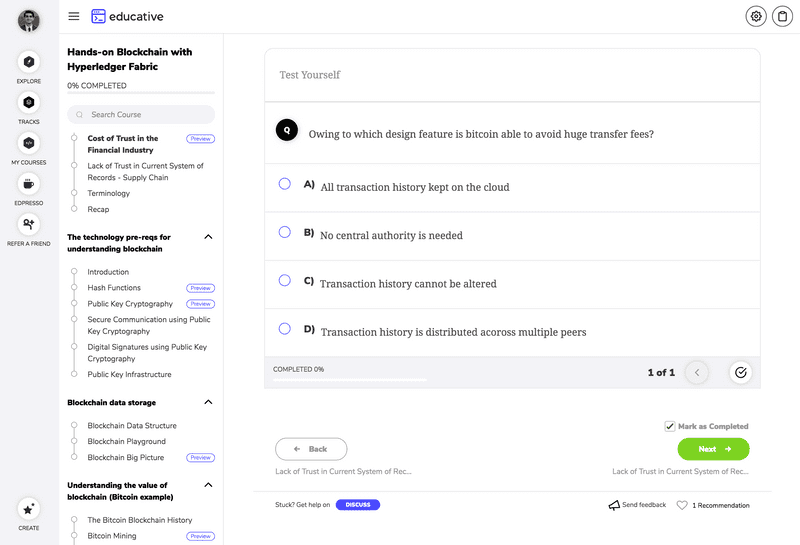 educative
EXPLORE
TRACKS
MY COURSES
EDPRESSO
REFER A FRIEND
CREATE
Hands-on Blockchain with
Hyperledger Fabric
0% COMPLETED
Search Course
Cost of Trust in the
Financial Industry
Preview
Lack of Trust in Current System of
Records - Supply Chain
Terminology
Recap
The technology pre-reqs for
understanding blockchain
Introduction
Hash Functions Preview
Public Key Cryptography Preview
Secure Communication using Public
Key Cryptography
Digital Signatures using Public Key
Cryptography
Public Key Infrastructure
Blockchain data storage
Blockchain Data Structure
Blockchain Playground
Blockchain Big Picture Preview
Understanding the value of
blockchain (Bitcoin example)
The Bitcoin Blockchain History
Bitcoin Mining Preview
Test Yourself
Q Owing to which design feature is bitcoin able to avoid huge transfer fees?
A) All transaction history kept on the cloud
B) No central authority is needed
C) Transaction history cannot be altered
D) Transaction history is distributed acoross multiple peers
COMPLETED 0%
1 of 1
Mark as Completed
Back
Next
Lack of Trust in Current System of Rec...
Lack of Trust in Current System of Rec...
Stuck? Get help on DISCUSS
Send feedback
1 Recommendation